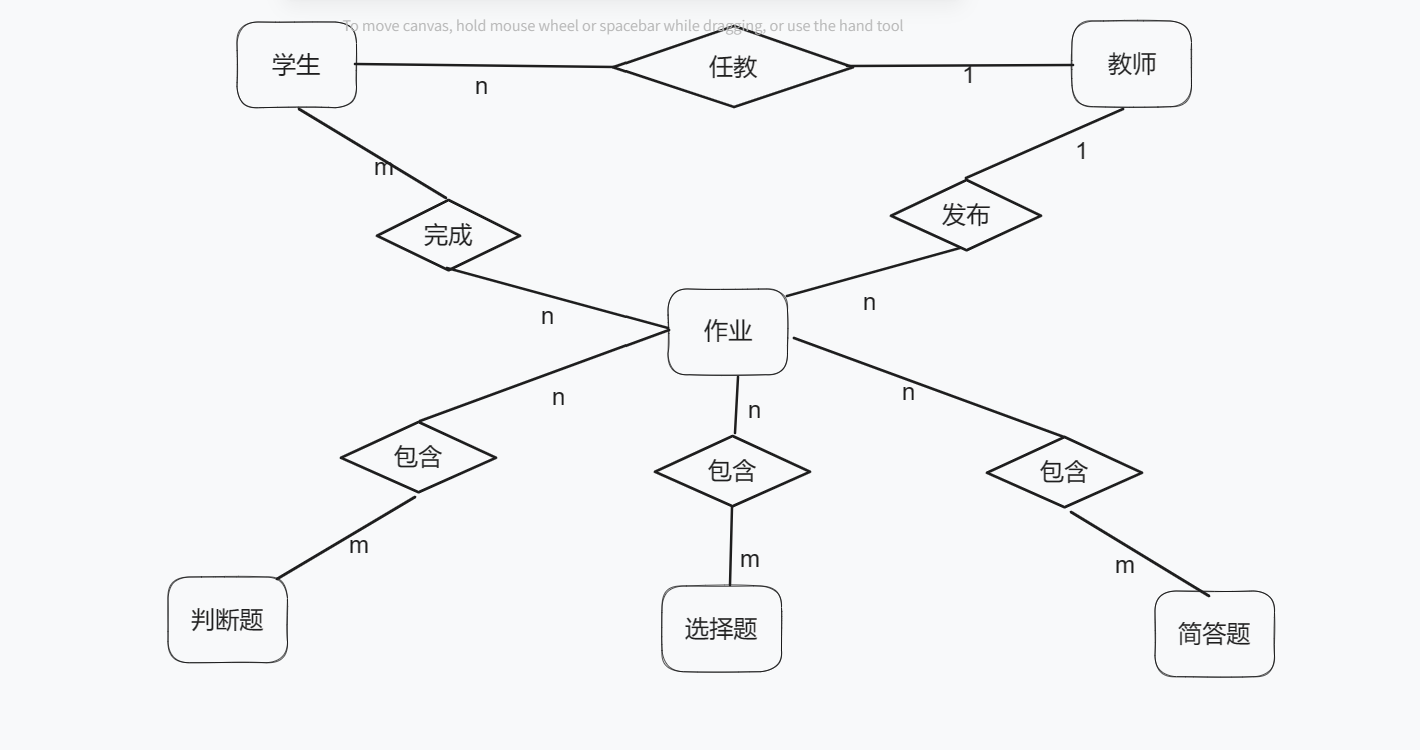 To move canvas, hold mouse wheel or spacebar while dragging, or use the hand tool
学生
任教
教师
n
1
m
1
完成
发布
n
n
作业
n
n
n
包含
包含
包含
m
m
m
判断题
选择题
简答题